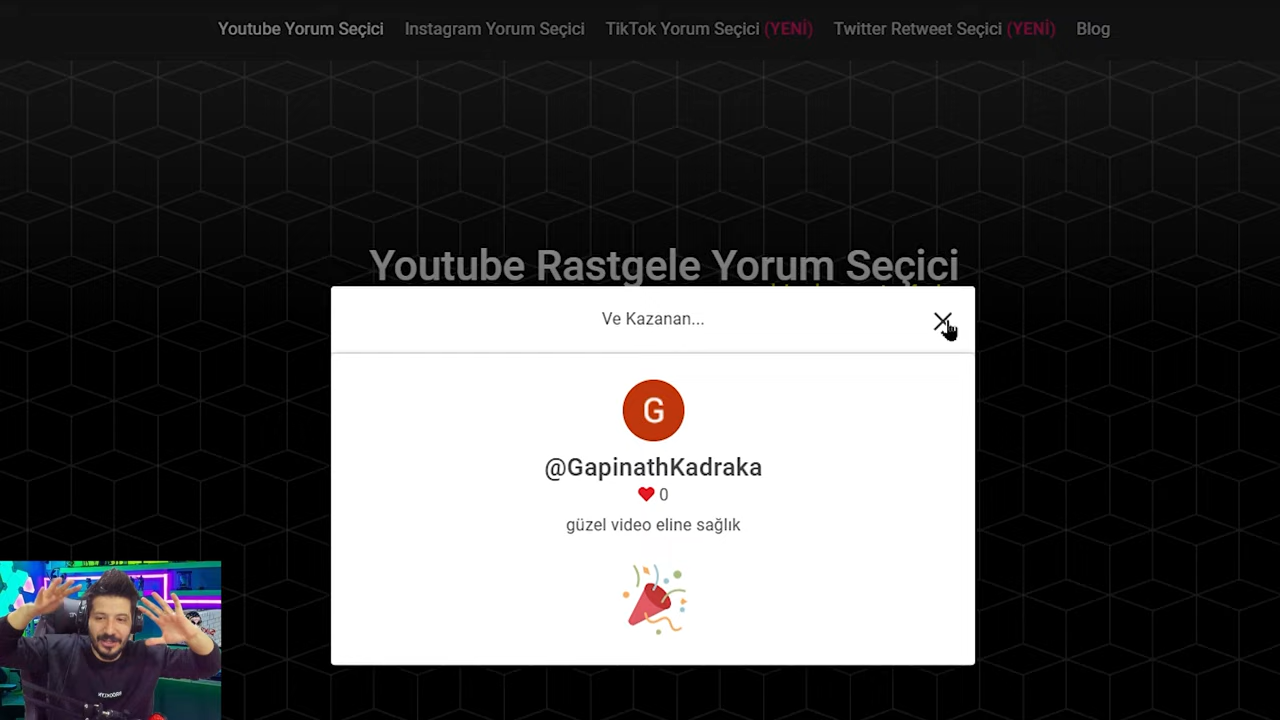 Youtube Yorum Seçici Instagram Yorum Seçici TikTok Yorum Seçici (YENİ) Twitter Retweet Seçici (YENİ) Blog
Youtube Rastgele Yorum Seçici
Ve Kazanan...
G
@GapinathKadraka
0
güzel video eline sağlık